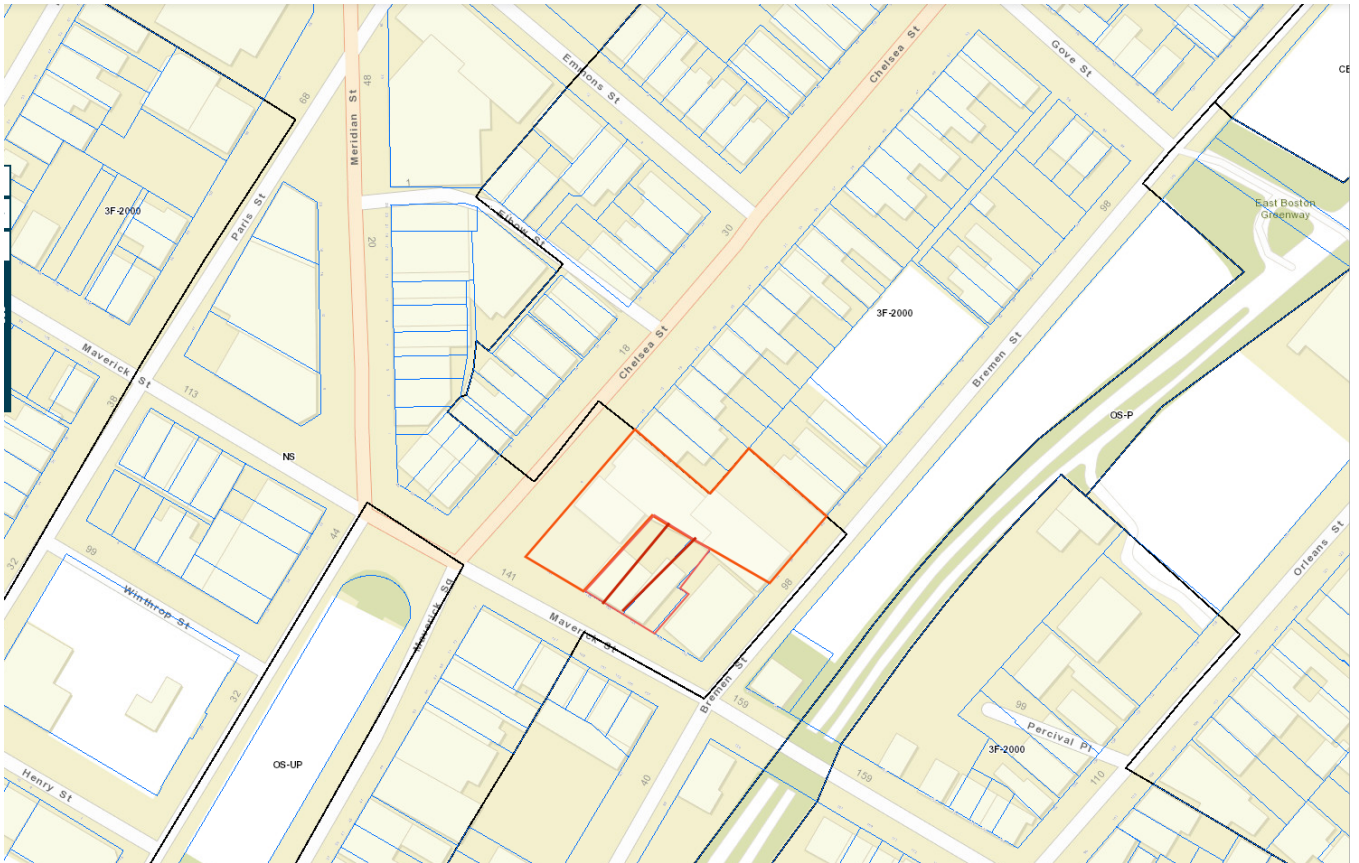 Gove St
CE
Chelsea St
Emmons St
48
68
Meridian St
1
East Boston
Greenway
98
3F-2000
Paris St
Elbow St
20
30
3F-2000
18
Chelsea St
Bremen St
Maverick St
113
38
OS-P
NS
44
99
141
98
Orleans St
32
Winthrop St
Maverick Sq
Maverick St
Bremen St
32
159
99
Percival Pl
3F-2000
OS-UP
Henry St
40
159
110